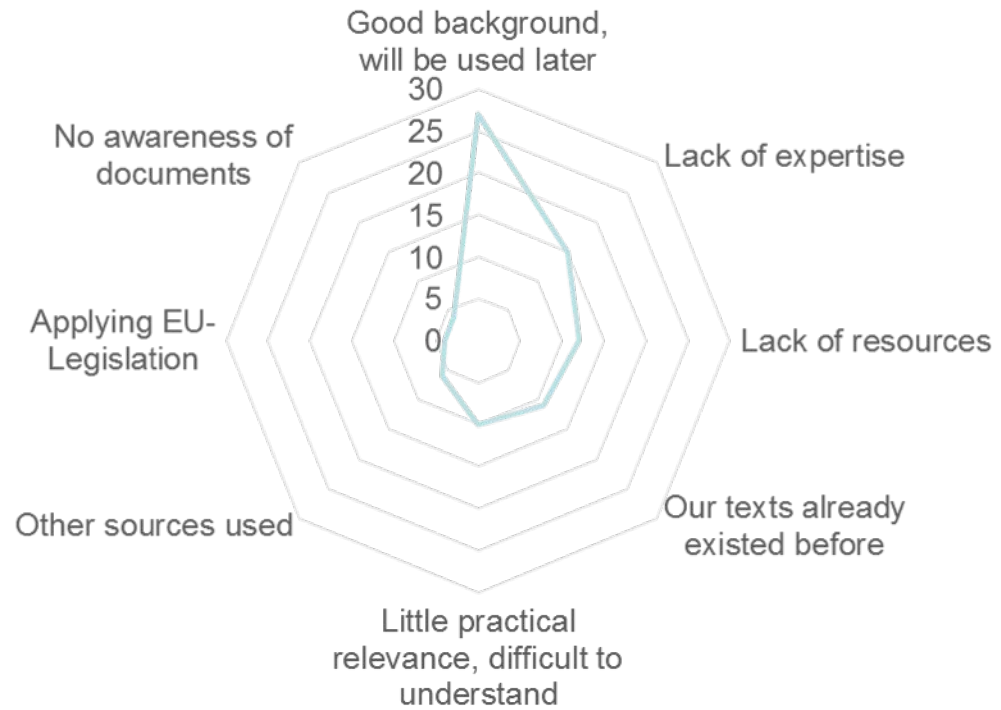 Good background,
will be used later
30
25
20
15
10
5
0
Lack of expertise
Lack of resources
Our texts already
existed before
Little practical
relevance, difficult to
understand
Other sources used
Applying EU-
Legislation
No awareness of
documents